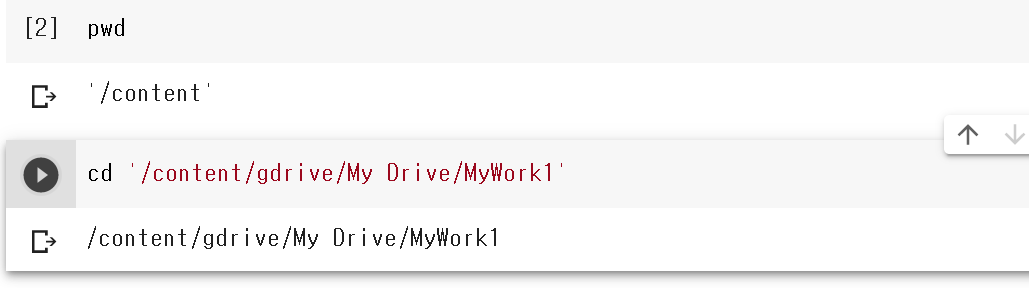 [2] pwd
'/content'
cd '/content/gdrive/My Drive/MyWork1'
/content/gdrive/My Drive/MyWork1